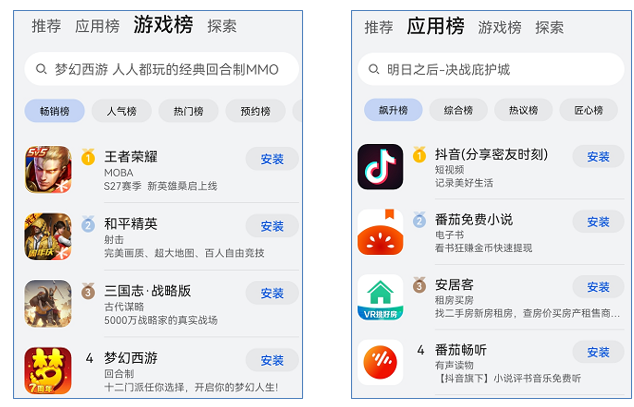 推荐 应用榜 游戏榜 探索
梦幻西游 人人都玩的经典回合制MMO
畅销榜 人气榜 热门榜 预约榜
5V5
1
王者荣耀
MOBA
S27赛季 新英雄桑启上线
安装
2
和平精英
射击
完美画质、超大地图、百人自由竞技
安装
周年庆
3
三国志·战略版
古代谋略
5000万战略家的真实战场
安装
4
梦幻西游
回合制
十二门派任你选择，开启你的梦幻人生！
安装
梦
7周年
推荐 应用榜 游戏榜 探索
明日之后-决战庇护城
飙升榜 综合榜 热议榜 匠心榜
1
抖音(分享密友时刻)
短视频
记录美好生活
安装
2
番茄免费小说
电子书
看书狂赚金币快速提现
安装
3
安居客
租房买房
找二手房新房租房，查房价买房产租售商...
安装
VR找好房
4
番茄畅听
有声读物
【抖音旗下】小说评书音乐免费听
安装